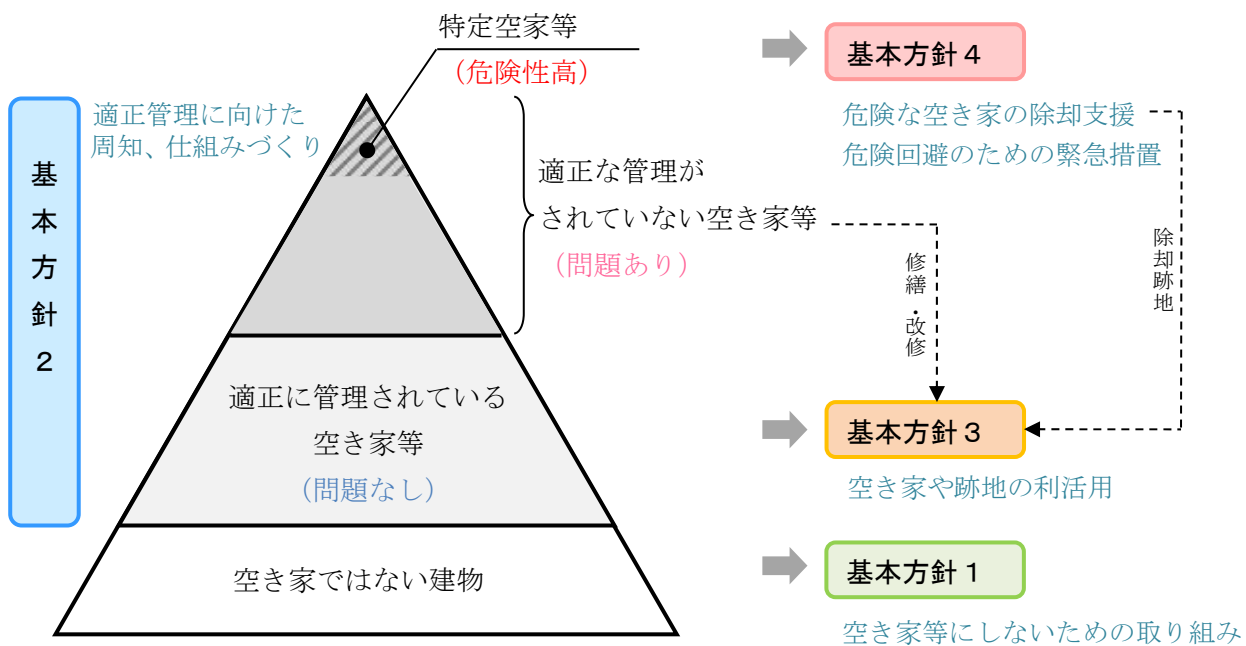 特定空家等
（危険性高）
適正管理に向けた
周知、仕組みづくり
基本方針２
適正な管理が
されていない空き家等
（問題あり）
適正に管理されている
空き家等
（問題なし）
空き家ではない建物
基本方針４
危険な空き家の除却支援
危険回避のための緊急措置
修繕・改修
除却跡地
基本方針３
空き家や跡地の利活用
基本方針１
空き家等にしないための取り組み